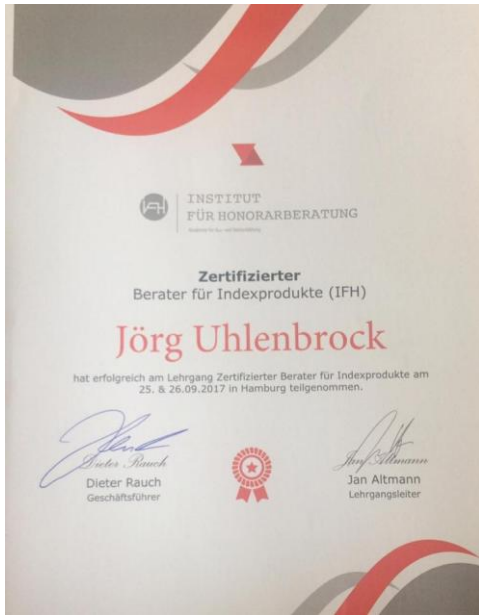 IFH
INSTITUT
FÜR HONORARBERATUNG
Zertifizierter
Berater für Indexprodukte (IFH)
Jörg Uhlenbrock
hat erfolgreich am Lehrgang Zertifizierter Berater für Indexprodukte am
25. & 26.09.2017 in Hamburg teilgenommen.
Dieter Rauch
Jan Altmann
Dieter Rauch
Jan Altmann
Geschäftsführer
Lehrgangsleiter